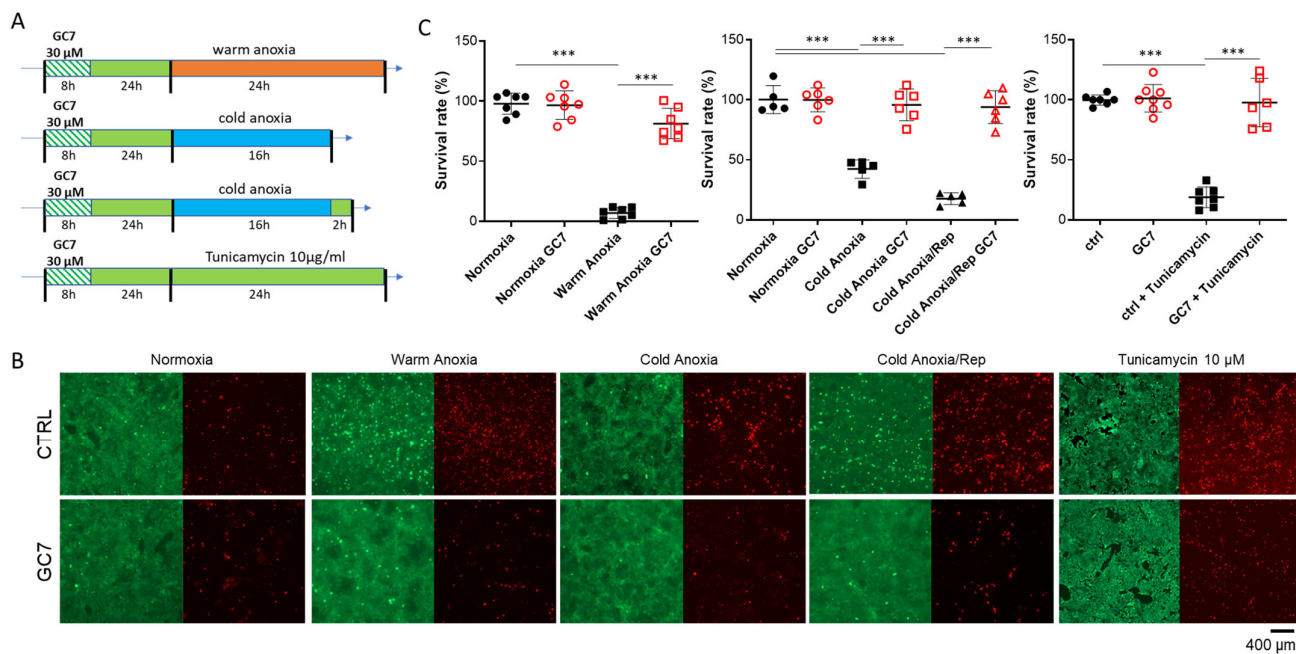 A
GC7
30 µM
warm anoxia
8h 24h 24h
GC7
30 µM
cold anoxia
8h 24h 16h
GC7
30 µM
cold anoxia
8h 24h 16h 2h
GC7
30 µM
Tunicamycin 10µg/ml
8h 24h 24h
C
Survival rate (%)
150
100
50
0
***
***
Normoxia
Normoxia GC7
Warm Anoxia
Warm Anoxia GC7
Survival rate (%)
150
100
50
0
*** *** ***
Normoxia
Normoxia GC7
Cold Anoxia
Cold Anoxia GC7
Cold Anoxia/Rep
Cold Anoxia/Rep GC7
Survival rate (%)
150
100
50
0
*** ***
ctrl
GC7
ctrl + Tunicamycin
GC7 + Tunicamycin
B
Normoxia Warm Anoxia Cold Anoxia Cold Anoxia/Rep Tunicamycin 10 µM
CTRL
GC7
400 µm